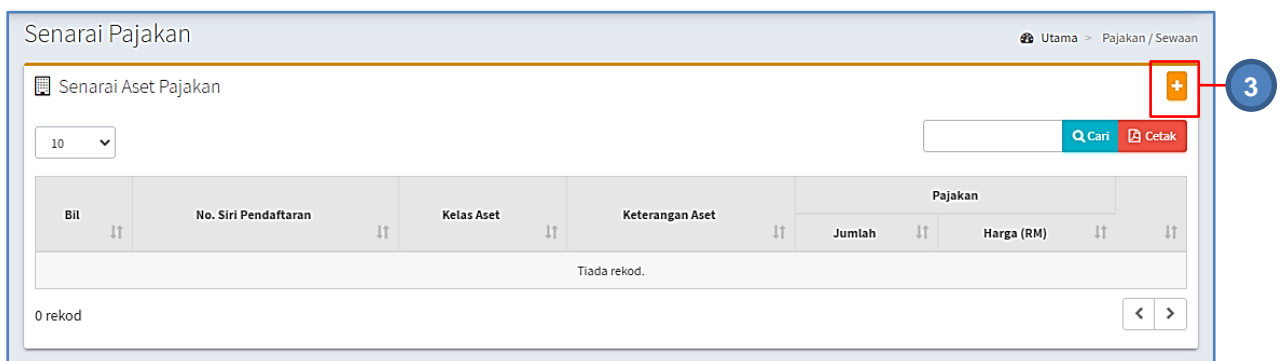 Senarai Pajakan
Utama > Pajakan / Sewaan
Senarai Aset Pajakan
3
10
Cari
Cetak
Bil
No. Siri Pendaftaran
Kelas Aset
Keterangan Aset
Pajakan
Jumlah
Harga (RM)
Tiada rekod.
0 rekod